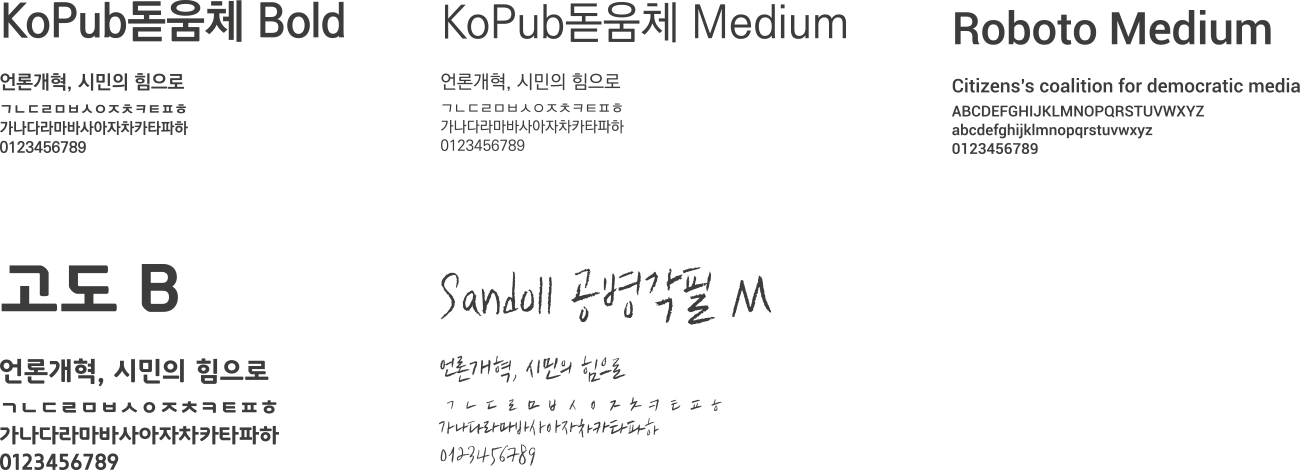 KoPub돋움체 Bold
언론개혁, 시민의 힘으로
ㄱㄴㄷㄹㅁㅂㅅㅇㅈㅊㅋㅌㅍㅎ
가나다라마바사아자차카타파하
0123456789
KoPub돋움체 Medium
언론개혁, 시민의 힘으로
ㄱㄴㄷㄹㅁㅂㅅㅇㅈㅊㅋㅌㅍㅎ
가나다라마바사아자차카타파하
0123456789
Roboto Medium
Citizens's coalition for democratic media
ABCDEFGHIJKLMNOPQRSTUVWXYZ
abcdefghijklmnopqrstuvwxyz
0123456789
고도 B
언론개혁, 시민의 힘으로
ㄱㄴㄷㄹㅁㅂㅅㅇㅈㅊㅋㅌㅍㅎ
가나다라마바사아자차카타파하
0123456789
Sandoll 공병각필 M
언론개혁, 시민의 힘으로
ㄱㄴㄷㄹㅁㅂㅅㅇㅈㅊㅋㅌㅍㅎ
가나다라마바사아자차카타파하
0123456789